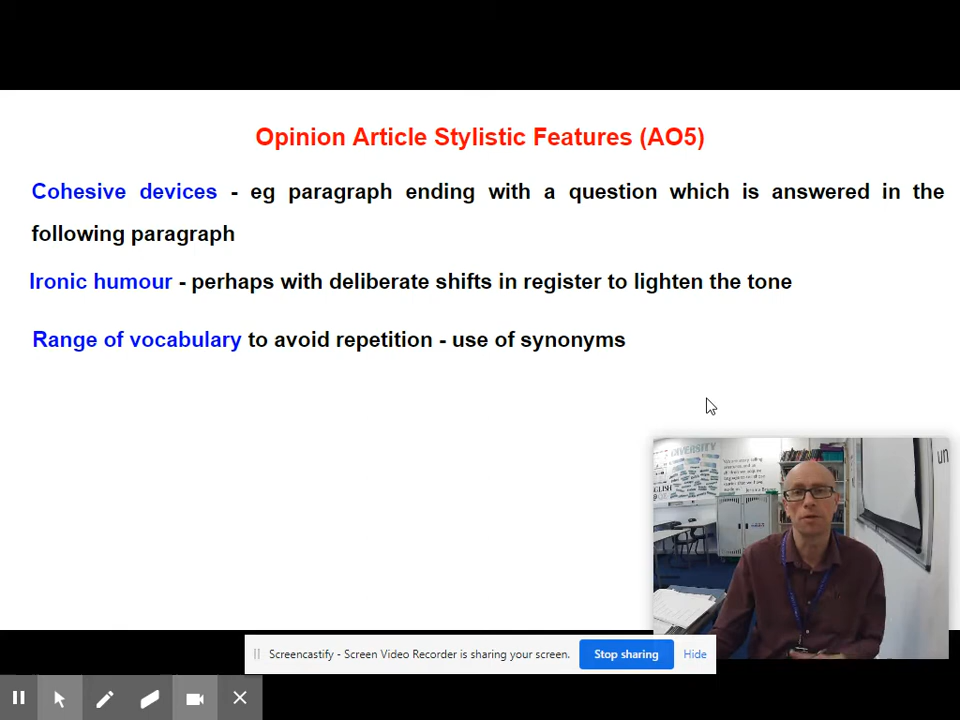 Opinion Article Stylistic Features (AO5)
Cohesive devices - eg paragraph ending with a question which is answered in the
following paragraph
Ironic humour - perhaps with deliberate shifts in register to lighten the tone
Range of vocabulary to avoid repetition - use of synonyms
DIVERSITY
un
Screencastify - Screen Video Recorder is sharing your screen.
Stop sharing
Hide